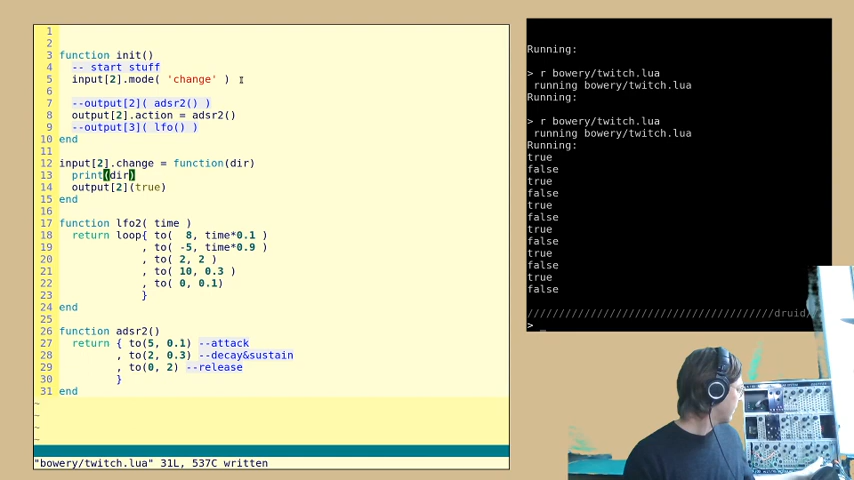 1
2
3 function init()
4 -- start stuff
5 input[2].mode( 'change' )
6
7 --output[2]( adsr2() )
8 output[2].action = adsr2()
9 --output[3]( lfo() )
10 end
11
12 input[2].change = function(dir)
13 print(dir)
14 output[2](true)
15 end
16
17 function lfo2( time )
18 return loop{ to(  8, time*0.1 )
19 , to( -5, time*0.9 )
20 , to( 2, 2 )
21 , to( 10, 0.3 )
22 , to( 0, 0.1)
23 }
24 end
25
26 function adsr2()
27 return { to(5, 0.1) --attack
28 , to(2, 0.3) --decay&sustain
29 , to(0, 2) --release
30 }
31 end
~
~
~
~
"bowery/twitch.lua" 31L, 537C written
Running:
> r bowery/twitch.lua
running bowery/twitch.lua
Running:
> r bowery/twitch.lua
running bowery/twitch.lua
Running:
true
false
true
false
true
false
true
false
true
false
true
false
/////////////////////////////////////////druid/
> _